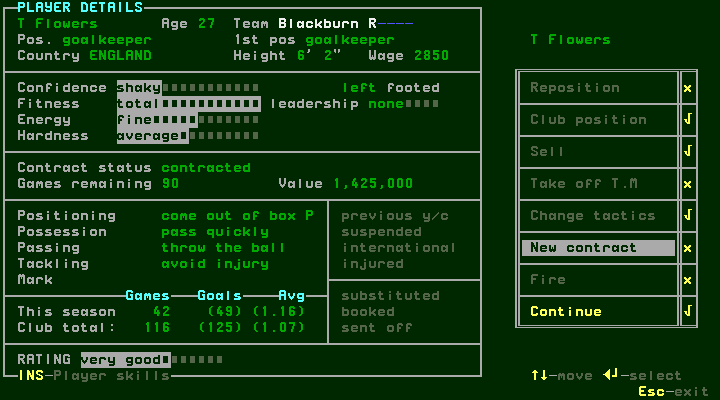 PLAYER DETAILS
T Flowers Age 27 Team Blackburn R----
Pos. goalkeeper 1st pos goalkeeper
Country ENGLAND Height 6' 2" Wage 2850
Confidence shaky left footed
Fitness total leadership none
Energy fine
Hardness average
Contract status contracted
Games remaining 90 Value 1,425,000
Positioning come out of box P
Possession pass quickly
Passing throw the ball
Tackling avoid injury
Mark
previous y/c
suspended
international
injured
Games Goals Avg
This season 42 (49) (1.16)
Club total: 116 (125) (1.07)
substituted
booked
sent off
RATING very good
INS-Player skills
T Flowers
Reposition x
Club position √
Sell √
Take off T.M x
Change tactics √
New contract x
Fire x
Continue √
↑↓-move ◄┘-select
Esc-exit